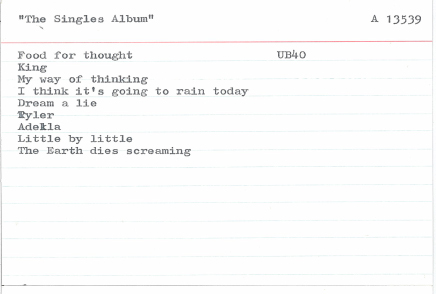 "The Singles Album" A 13539
Food for thought UB40
King
My way of thinking
I think it's going to rain today
Dream a lie
Tyler
Adella
Little by little
The Earth dies screaming